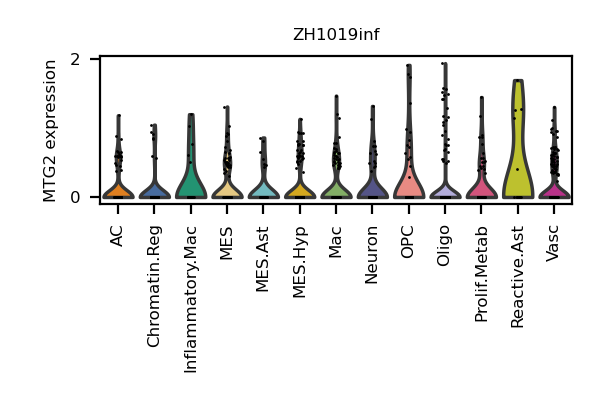 ZH1019inf
MTG2 expression
2
0
AC
Chromatin.Reg
Inflammatory.Mac
MES
MES.Ast
MES.Hyp
Mac
Neuron
OPC
Oligo
Prolif.Metab
Reactive.Ast
Vasc